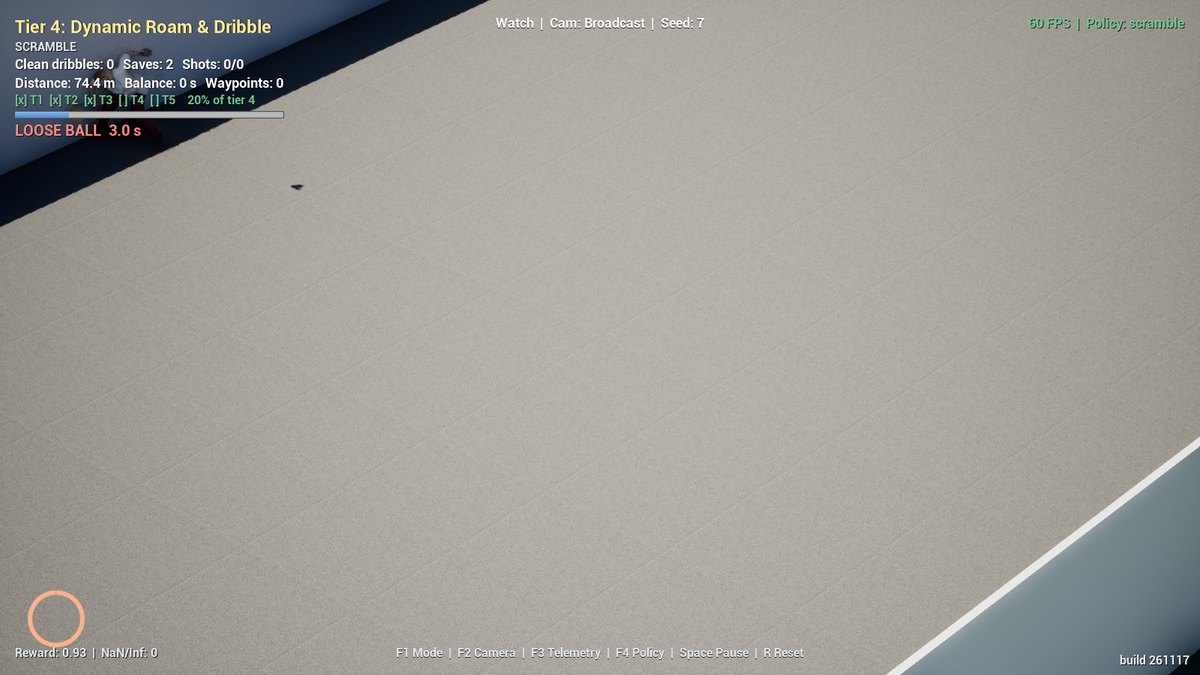 Tier 4: Dynamic Roam & Dribble
SCRAMBLE
Clean dribbles: 0 Saves: 2 Shots: 0/0
Distance: 74.4 m Balance: 0 s Waypoints: 0
[x] T1 [x] T2 [x] T3 [ ] T4 [ ] T5 20% of tier 4
LOOSE BALL 3.0 s
Watch | Cam: Broadcast | Seed: 7
60 FPS | Policy: scramble
Reward: 0.93 | NaN/Inf: 0
F1 Mode | F2 Camera | F3 Telemetry | F4 Policy | Space Pause | R Reset
build 261117